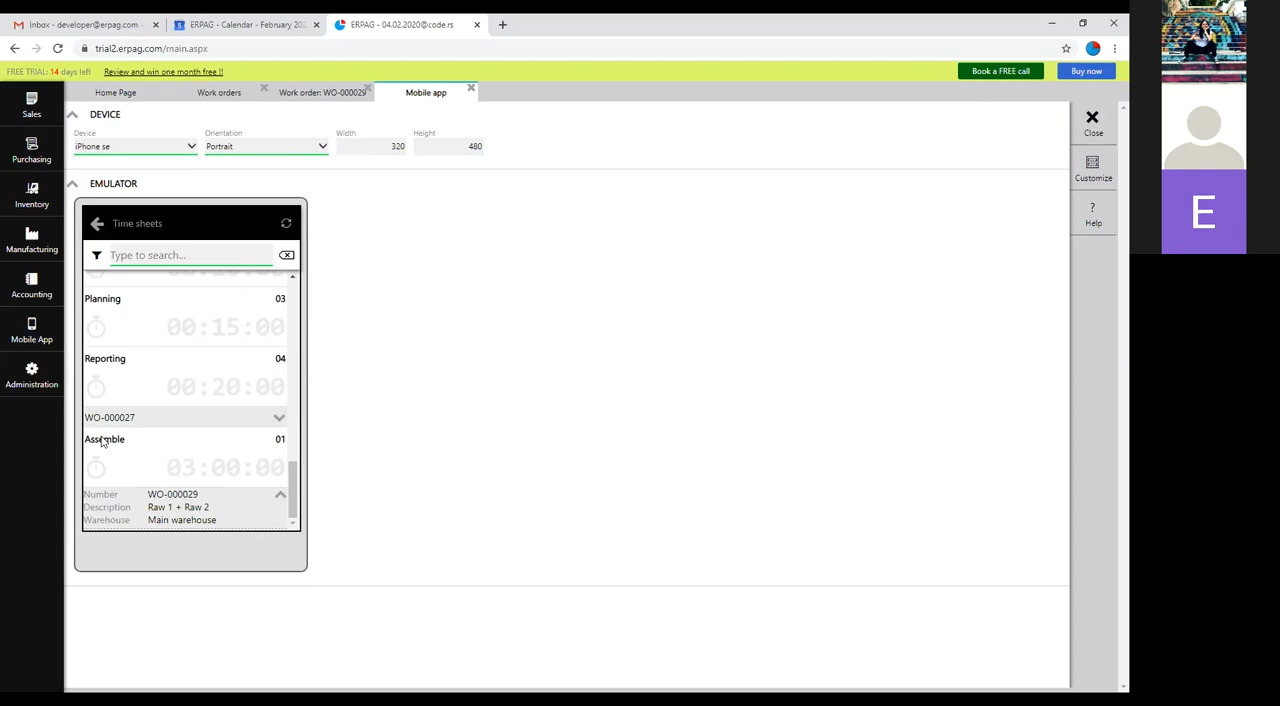 Inbox - developer@erpag.com -
ERPAG - Calendar - February 202
ERPAG - 04.02.2020@code.rs
trial2.erpag.com/main.aspx
FREE TRIAL: 14 days left Review and win one month free !! Book a FREE call Buy now
Home Page Work orders Work order: WO-000029 Mobile app
Sales
Purchasing
Inventory
Manufacturing
Accounting
Mobile App
Administration
DEVICE
Device Orientation Width Height
iPhone se Portrait 320 480
EMULATOR
Time sheets
Type to search...
Planning 03
00:15:00
Reporting 04
00:20:00
WO-000027
Assemble 01
03:00:00
Number WO-000029
Description Raw 1 + Raw 2
Warehouse Main warehouse
Close
Customize
?
Help
E